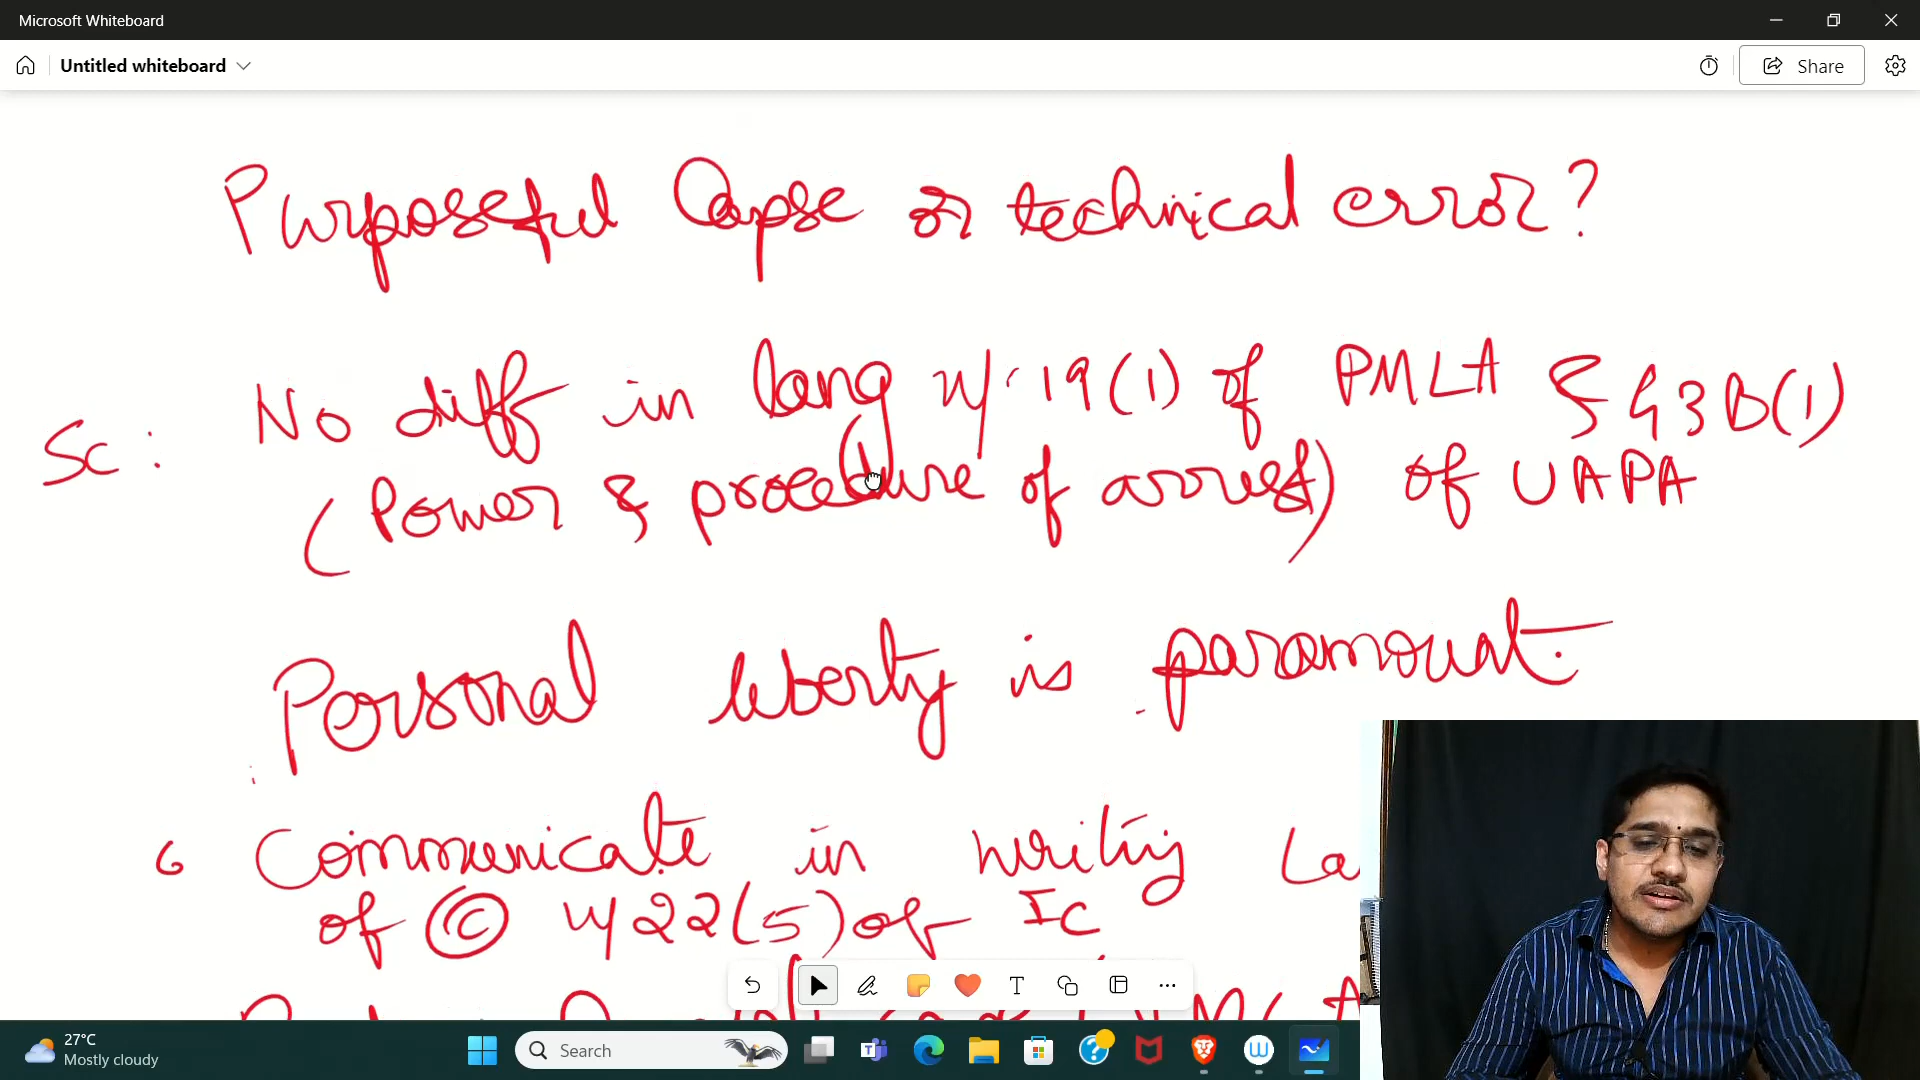 Microsoft Whiteboard
Untitled whiteboard
Share
Purposeful lapse or technical error?
SC: No diff in lang u/. 19(1) of PMLA & 43B(1)
(Power & procedure of arrest) of UAPA
Personal liberty is paramount.
Communicate in writing
of © u/ 22(5) of IC
27°C
Mostly cloudy
Search